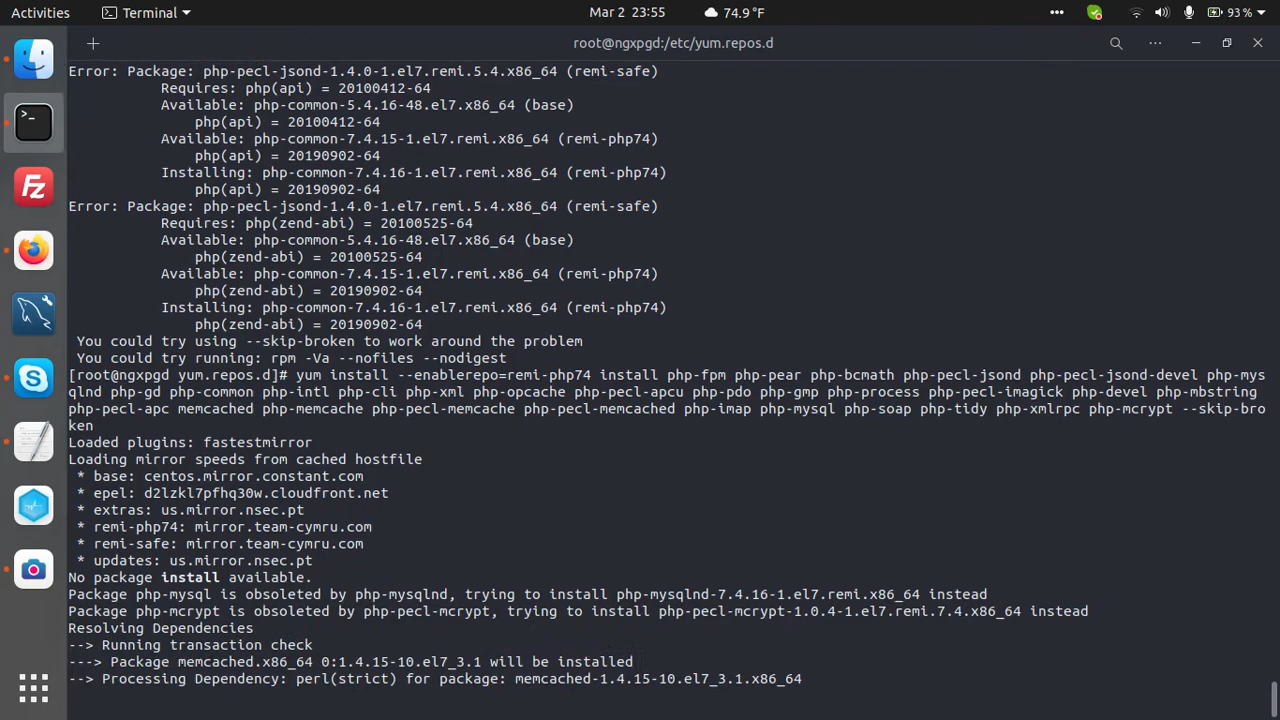 Activities Terminal Mar 2 23:55 74.9 °F 93 %
root@ngxpgd:/etc/yum.repos.d
Error: Package: php-pecl-jsond-1.4.0-1.el7.remi.5.4.x86_64 (remi-safe)
Requires: php(api) = 20100412-64
Available: php-common-5.4.16-48.el7.x86_64 (base)
php(api) = 20100412-64
Available: php-common-7.4.15-1.el7.remi.x86_64 (remi-php74)
php(api) = 20190902-64
Installing: php-common-7.4.16-1.el7.remi.x86_64 (remi-php74)
php(api) = 20190902-64
Error: Package: php-pecl-jsond-1.4.0-1.el7.remi.5.4.x86_64 (remi-safe)
Requires: php(zend-abi) = 20100525-64
Available: php-common-5.4.16-48.el7.x86_64 (base)
php(zend-abi) = 20100525-64
Available: php-common-7.4.15-1.el7.remi.x86_64 (remi-php74)
php(zend-abi) = 20190902-64
Installing: php-common-7.4.16-1.el7.remi.x86_64 (remi-php74)
php(zend-abi) = 20190902-64
You could try using --skip-broken to work around the problem
You could try running: rpm -Va --nofiles --nodigest
[root@ngxpgd yum.repos.d]# yum install --enablerepo=remi-php74 install php-fpm php-pear php-bcmath php-pecl-jsond php-pecl-jsond-devel php-mys
qlnd php-gd php-common php-intl php-cli php-xml php-opcache php-pecl-apcu php-pdo php-gmp php-process php-pecl-imagick php-devel php-mbstring
php-pecl-apc memcached php-memcache php-pecl-memcache php-pecl-memcached php-imap php-mysql php-soap php-tidy php-xmlrpc php-mcrypt --skip-bro
ken
Loaded plugins: fastestmirror
Loading mirror speeds from cached hostfile
* base: centos.mirror.constant.com
* epel: d2lzkl7pfhq30w.cloudfront.net
* extras: us.mirror.nsec.pt
* remi-php74: mirror.team-cymru.com
* remi-safe: mirror.team-cymru.com
* updates: us.mirror.nsec.pt
No package install available.
Package php-mysql is obsoleted by php-mysqlnd, trying to install php-mysqlnd-7.4.16-1.el7.remi.x86_64 instead
Package php-mcrypt is obsoleted by php-pecl-mcrypt, trying to install php-pecl-mcrypt-1.0.4-1.el7.remi.7.4.x86_64 instead
Resolving Dependencies
--> Running transaction check
---> Package memcached.x86_64 0:1.4.15-10.el7_3.1 will be installed
--> Processing Dependency: perl(strict) for package: memcached-1.4.15-10.el7_3.1.x86_64